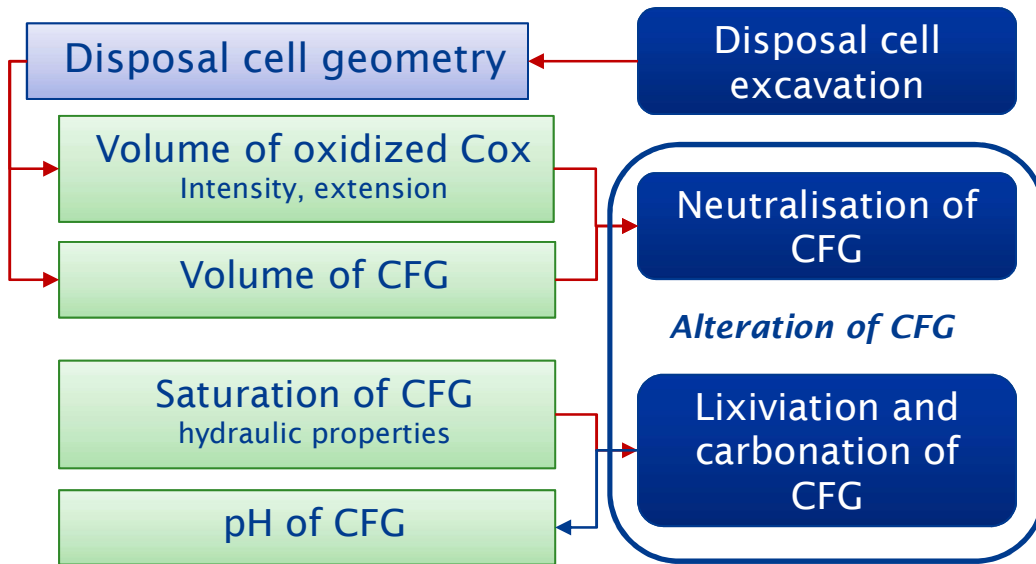 Disposal cell geometry
Disposal cell
excavation
Volume of oxidized Cox
Intensity, extension
Neutralisation of
CFG
Volume of CFG
Alteration of CFG
Saturation of CFG
hydraulic properties
Lixiviation and
carbonation of
CFG
pH of CFG